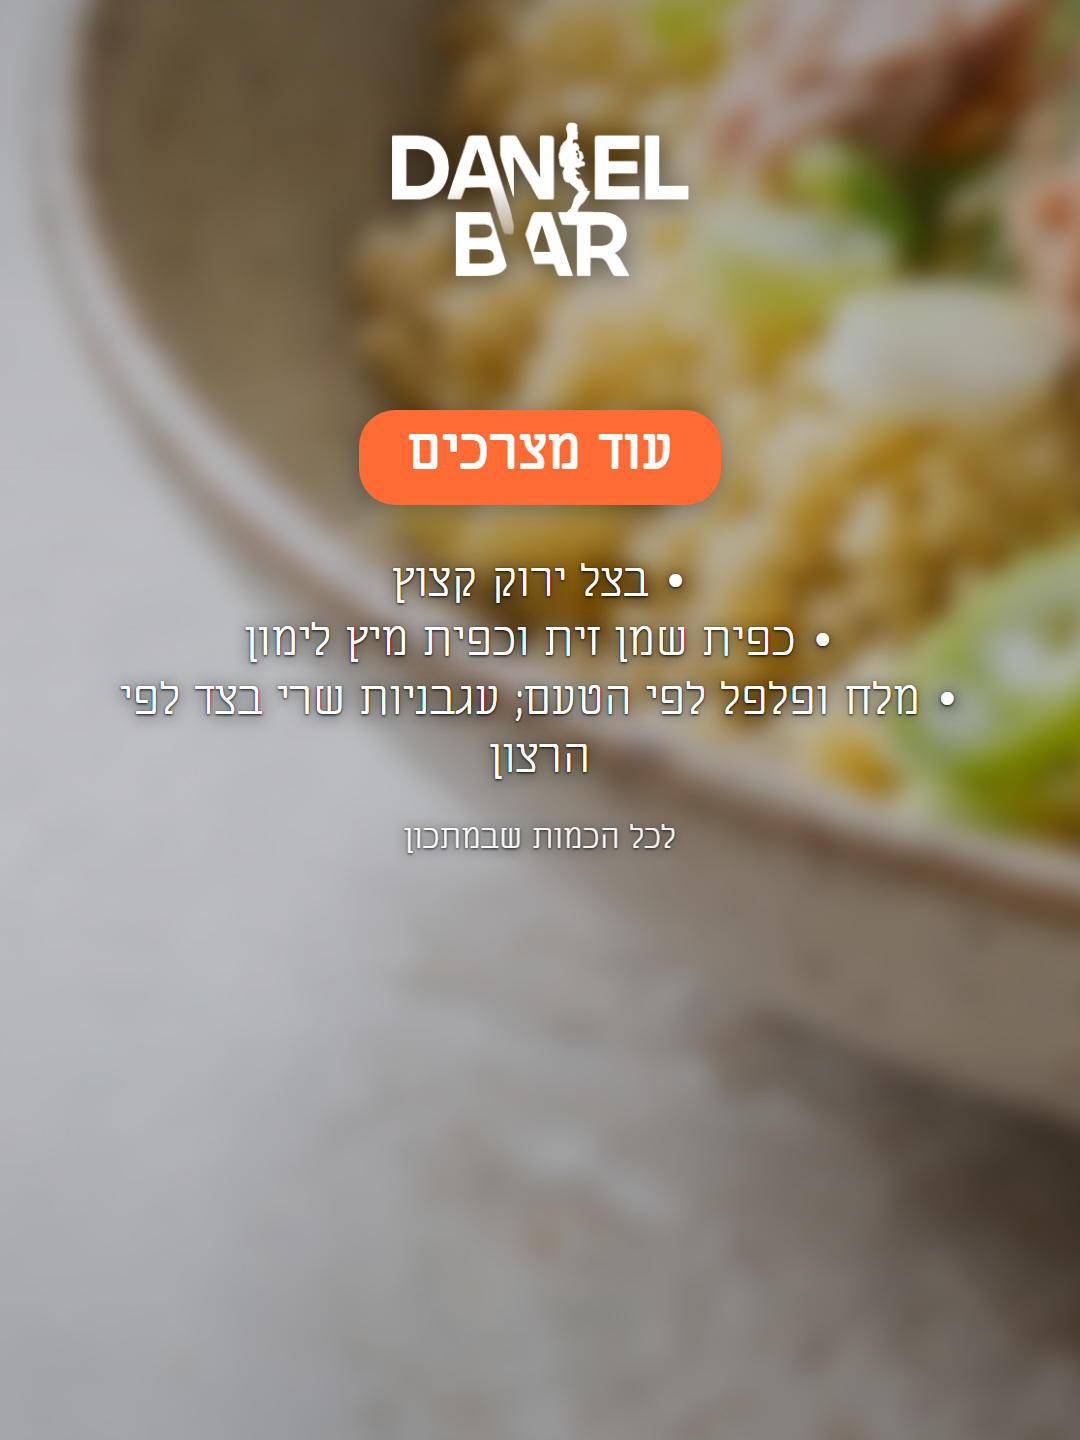 DANIEL
BAR
עוד מצרכים
• בצל ירוק קצוץ
• כפית שמן זית וכפית מיץ לימון
• מלח ופלפל לפי הטעם; עגבניות שרי בצד לפי
הרצון
לכל הכמות שבמתכון